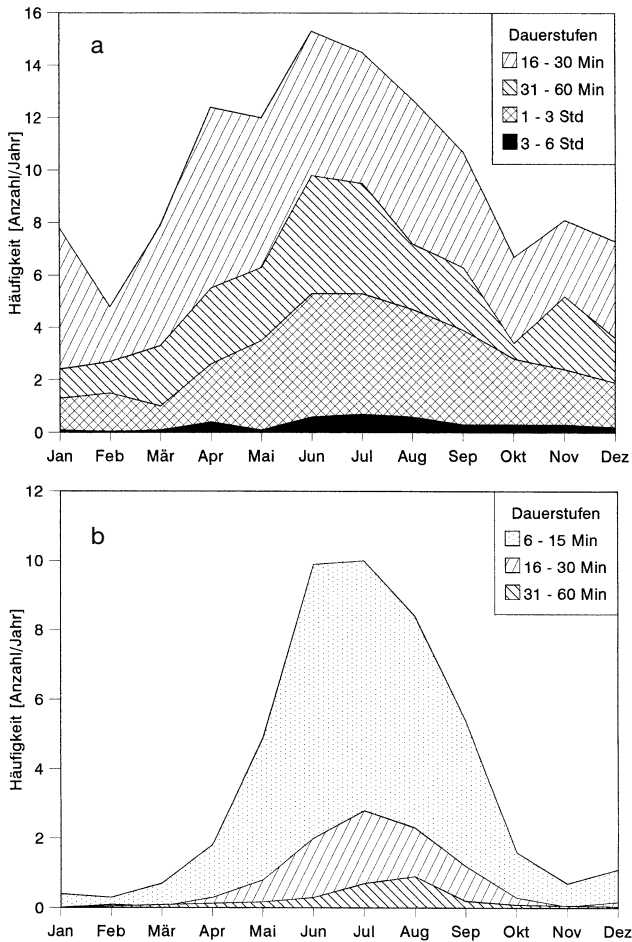 a
Häufigkeit [Anzahl/Jahr]
16
14
12
10
8
6
4
2
0
Dauerstufen
16 - 30 Min
31 - 60 Min
1 - 3 Std
3 - 6 Std
Jan Feb Mär Apr Mai Jun Jul Aug Sep Okt Nov Dez
b
Häufigkeit [Anzahl/Jahr]
12
10
8
6
4
2
0
Dauerstufen
6 - 15 Min
16 - 30 Min
31 - 60 Min
Jan Feb Mär Apr Mai Jun Jul Aug Sep Okt Nov Dez